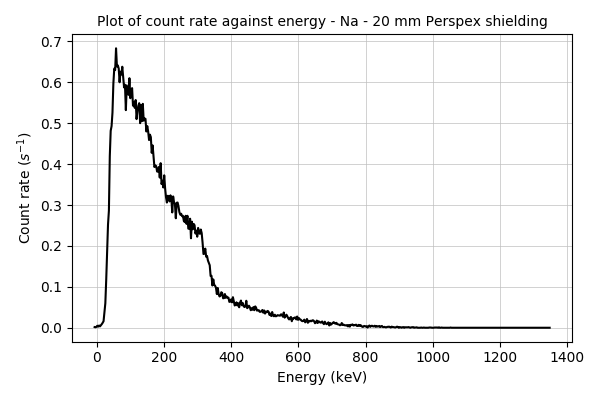 Plot of count rate against energy - Na - 20 mm Perspex shielding
0.7
0.6
0.5
0.4
0.3
0.2
0.1
0.0
Count rate (s⁻¹)
0 200 400 600 800 1000 1200 1400
Energy (keV)